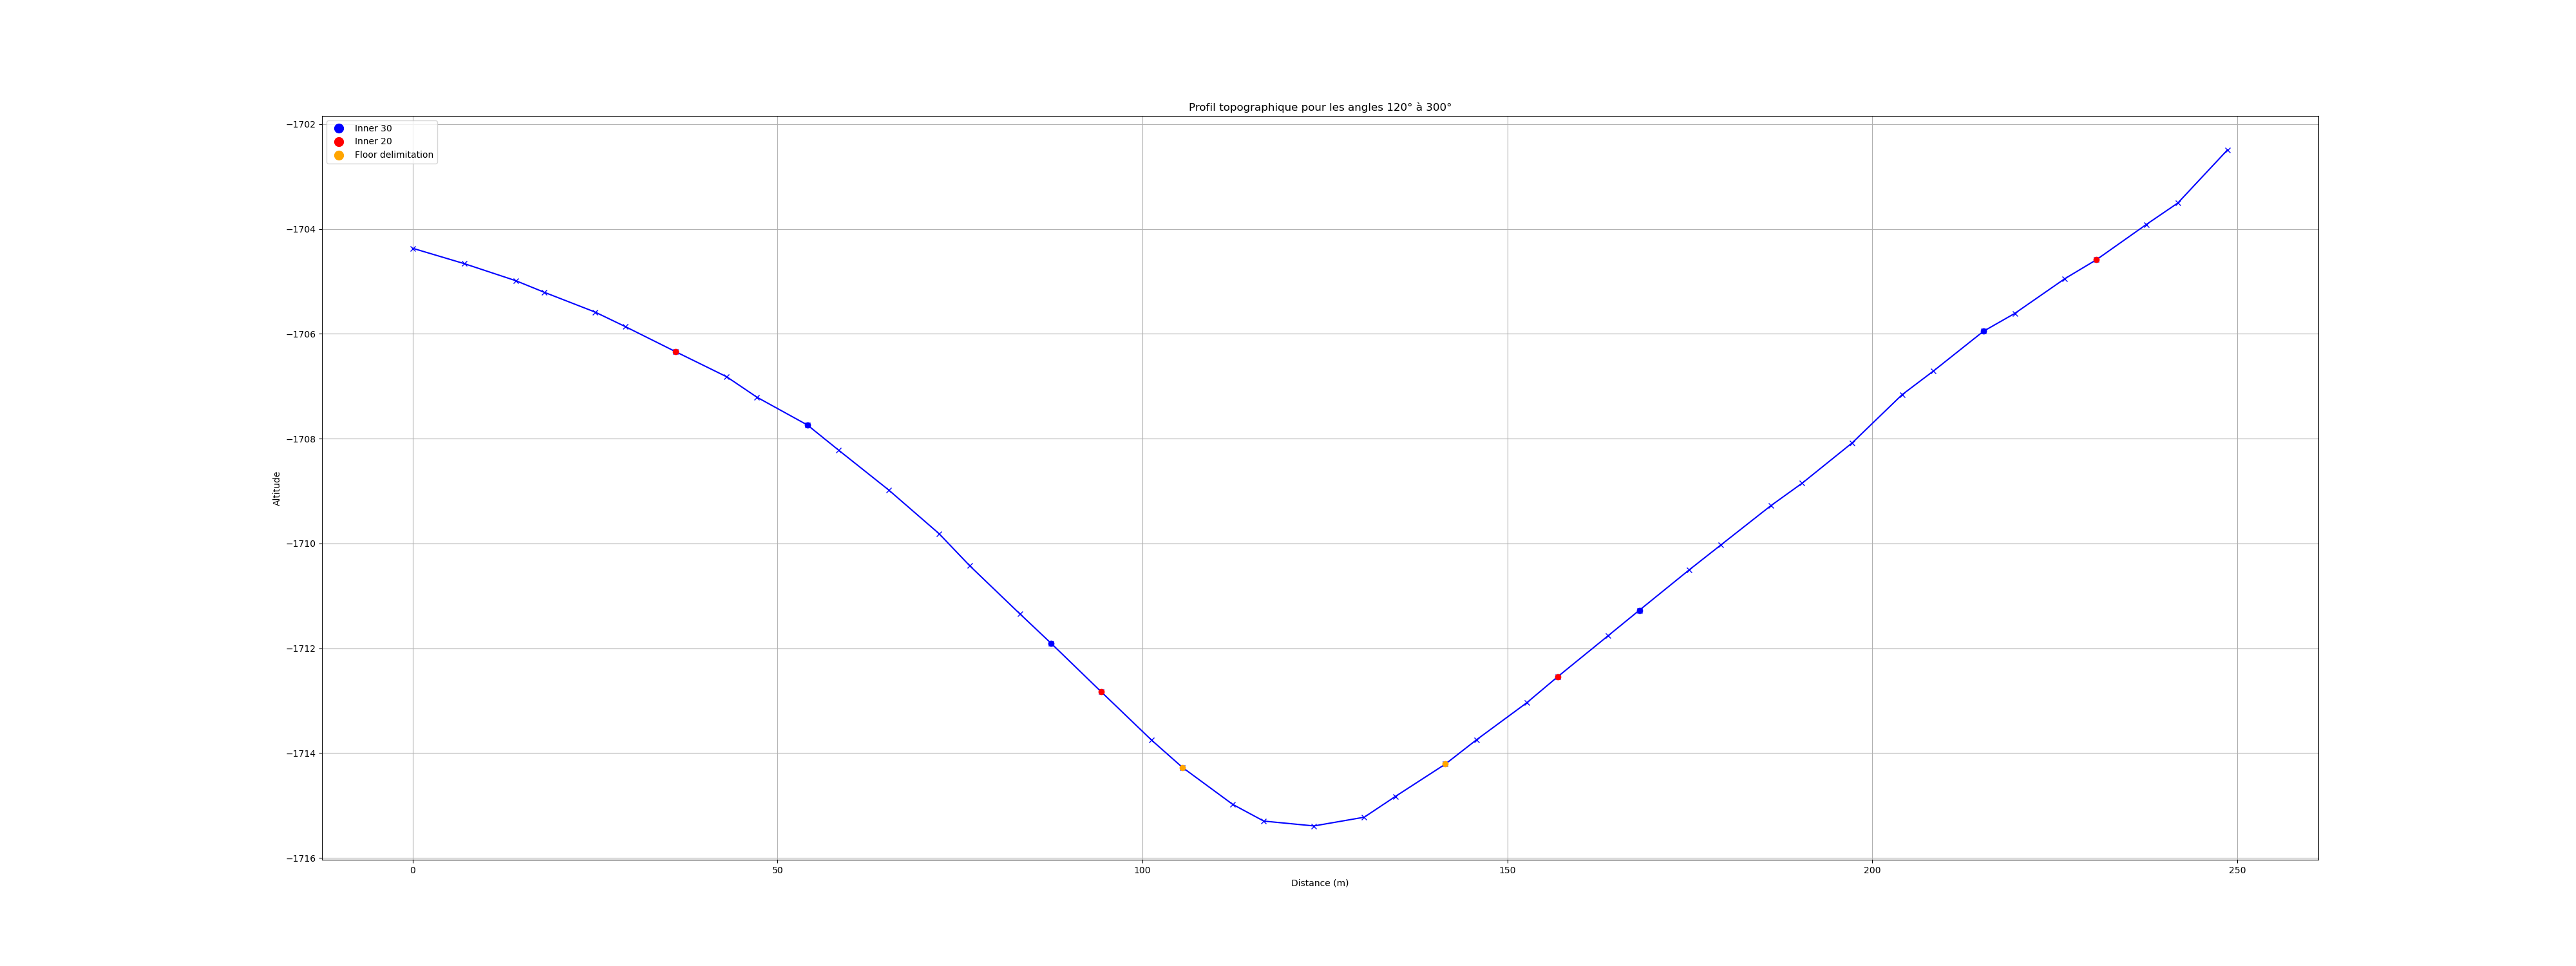 Profil topographique pour les angles 120° à 300°
Inner 30
Inner 20
Floor delimitation
−1702
−1704
−1706
−1708
−1710
−1712
−1714
−1716
Altitude
0 50 100 150 200 250
Distance (m)